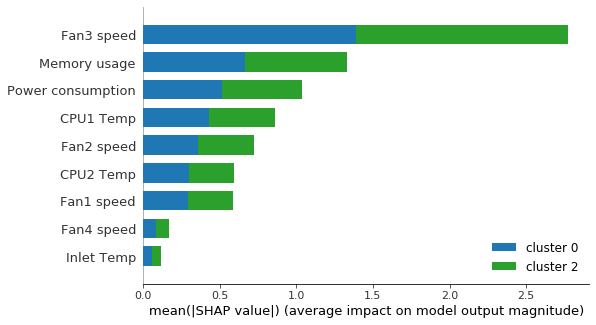 Fan3 speed
Memory usage
Power consumption
CPU1 Temp
Fan2 speed
CPU2 Temp
Fan1 speed
Fan4 speed
Inlet Temp
cluster 0
cluster 2
0.0 0.5 1.0 1.5 2.0 2.5
mean(|SHAP value|) (average impact on model output magnitude)